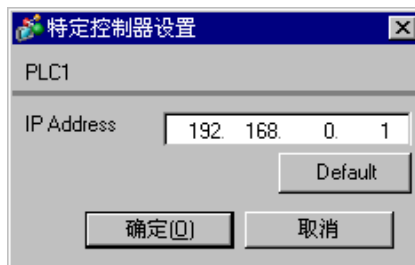 特定控制器设置
PLC1
IP Address 192. 168. 0. 1
Default
确定(O) 取消